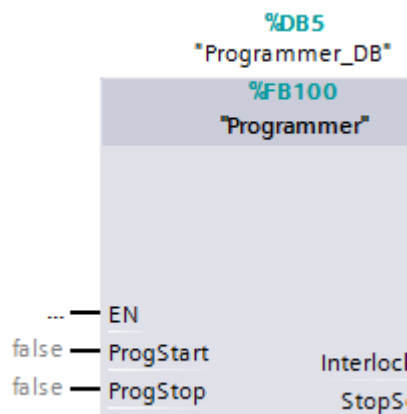 %DB5
"Programmer_DB"
%FB100
"Programmer"
... EN
false ProgStart
false ProgStop